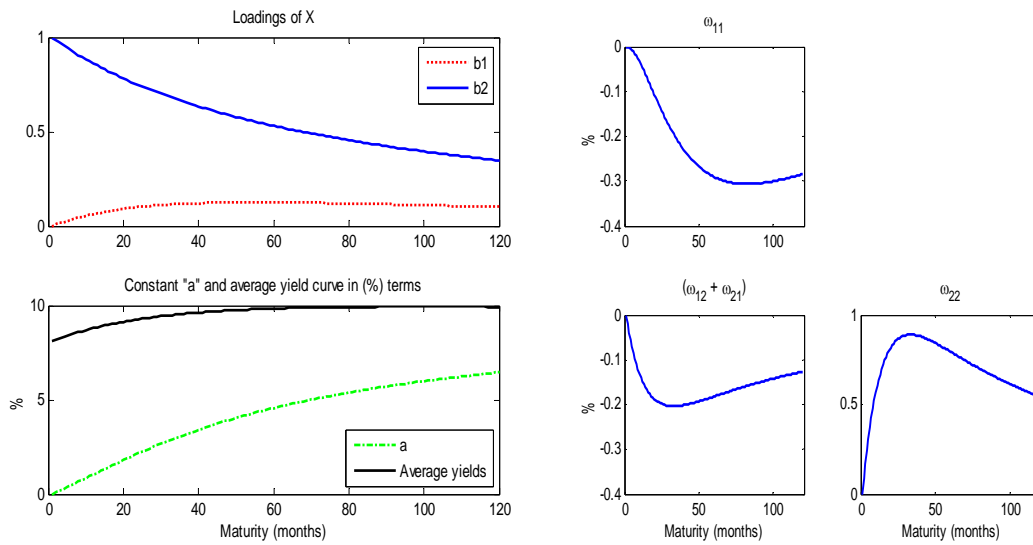 Loadings of X
1
0.5
0
b1
b2
0 20 40 60 80 100 120
Constant "a" and average yield curve in (%) terms
10
5
0
%
a
Average yields
0 20 40 60 80 100 120
Maturity (months)
ω11
0
-0.1
-0.2
-0.3
-0.4
%
0 50 100
(ω12 + ω21)
0
-0.1
-0.2
-0.3
-0.4
%
0 50 100
Maturity (months)
ω22
1
0.5
0
0 50 100
Maturity (months)